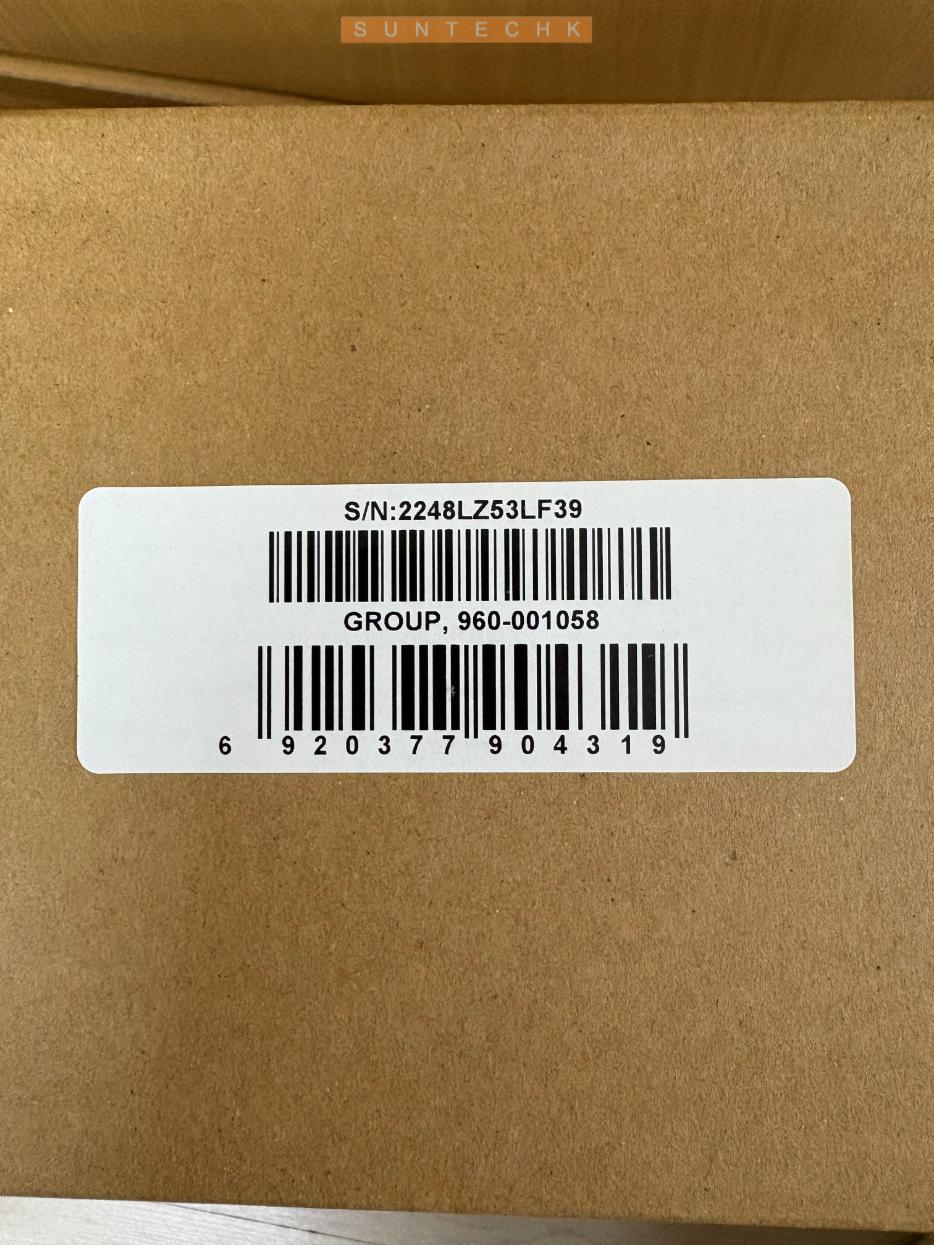 SUNTECHK
S/N:2248LZ53LF39
GROUP, 960-001058
6 920377 904319